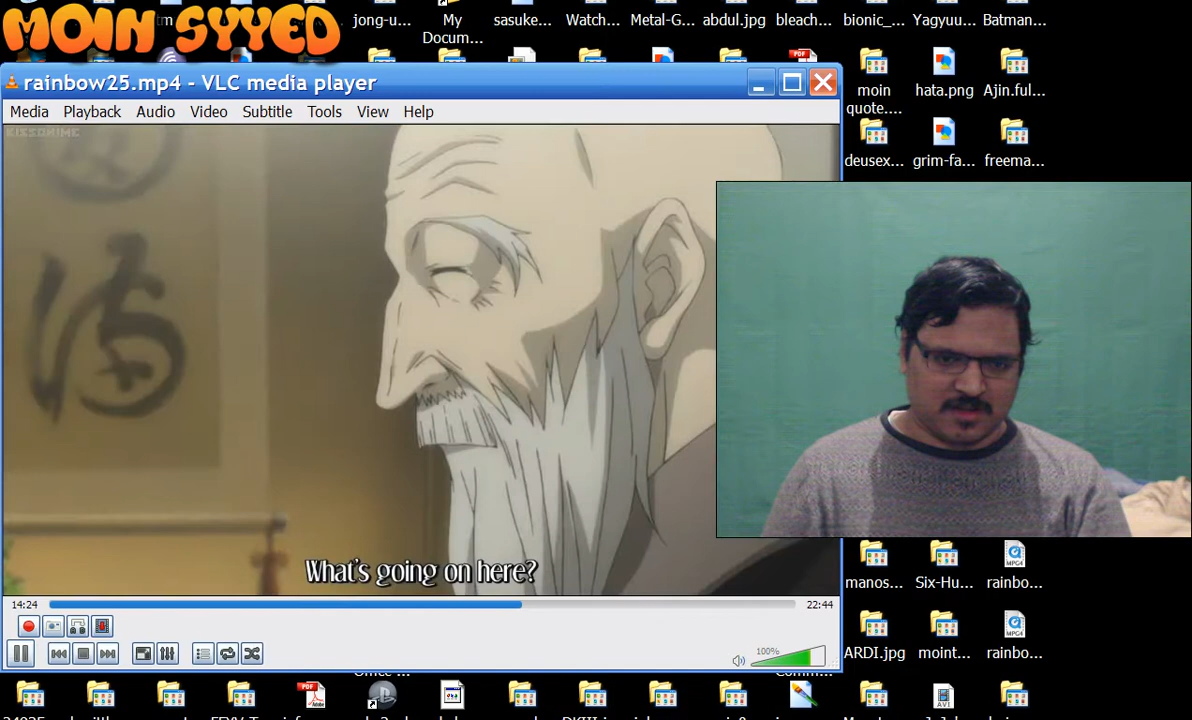 jong-u...
My
Docum...
sasuke...
Watch...
Metal-G...
abdul.jpg
bleach...
bionic_...
Yagyuu...
Batman...
MOIN SYYED
rainbow25.mp4 - VLC media player
Media Playback Audio Video Subtitle Tools View Help
KISSANIME
moin
quote....
hata.png
Ajin.ful...
deusex...
grim-fa...
freema...
What's going on here?
14:24
22:44
100%
manos...
Six-Hu...
rainbo...
ARDI.jpg
moint...
rainbo...